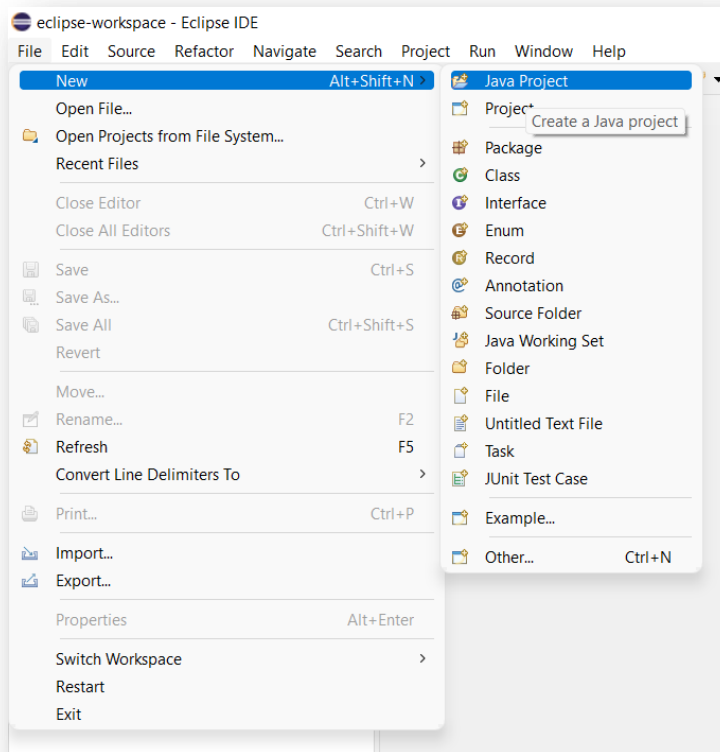 eclipse-workspace - Eclipse IDE
File Edit Source Refactor Navigate Search Project Run Window Help
New Alt+Shift+N
Open File...
Open Projects from File System...
Recent Files
Close Editor Ctrl+W
Close All Editors Ctrl+Shift+W
Save Ctrl+S
Save As...
Save All Ctrl+Shift+S
Revert
Move...
Rename... F2
Refresh F5
Convert Line Delimiters To
Print... Ctrl+P
Import...
Export...
Properties Alt+Enter
Switch Workspace
Restart
Exit
Java Project
Project
Create a Java project
Package
Class
Interface
Enum
Record
Annotation
Source Folder
Java Working Set
Folder
File
Untitled Text File
Task
JUnit Test Case
Example...
Other... Ctrl+N